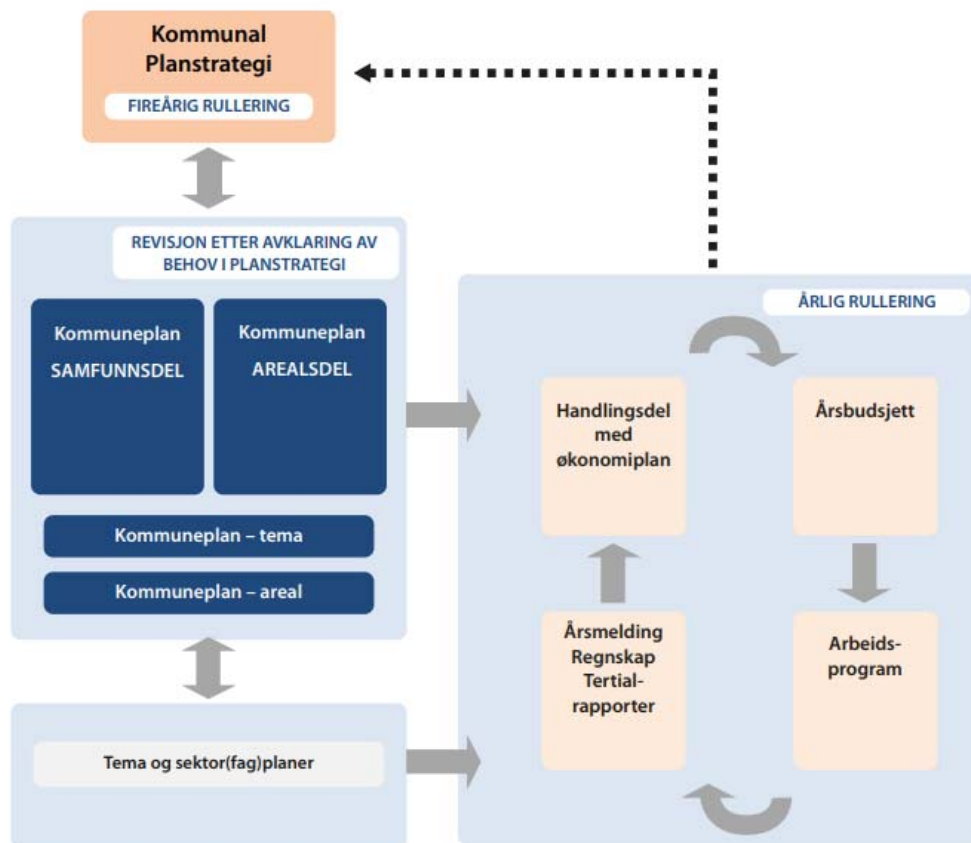 Kommunal
Planstrategi
FIREÅRIG RULLERING
REVISJON ETTER AVKLARING AV
BEHOV I PLANSTRATEGI
Kommuneplan
SAMFUNNSDEL
Kommuneplan
AREALSDEL
Kommuneplan – tema
Kommuneplan – areal
Tema og sektor(fag)planer
ÅRLIG RULLERING
Handlingsdel
med
økonomiplan
Årsbudsjett
Årsmelding
Regnskap
Tertial-
rapporter
Arbeids-
program